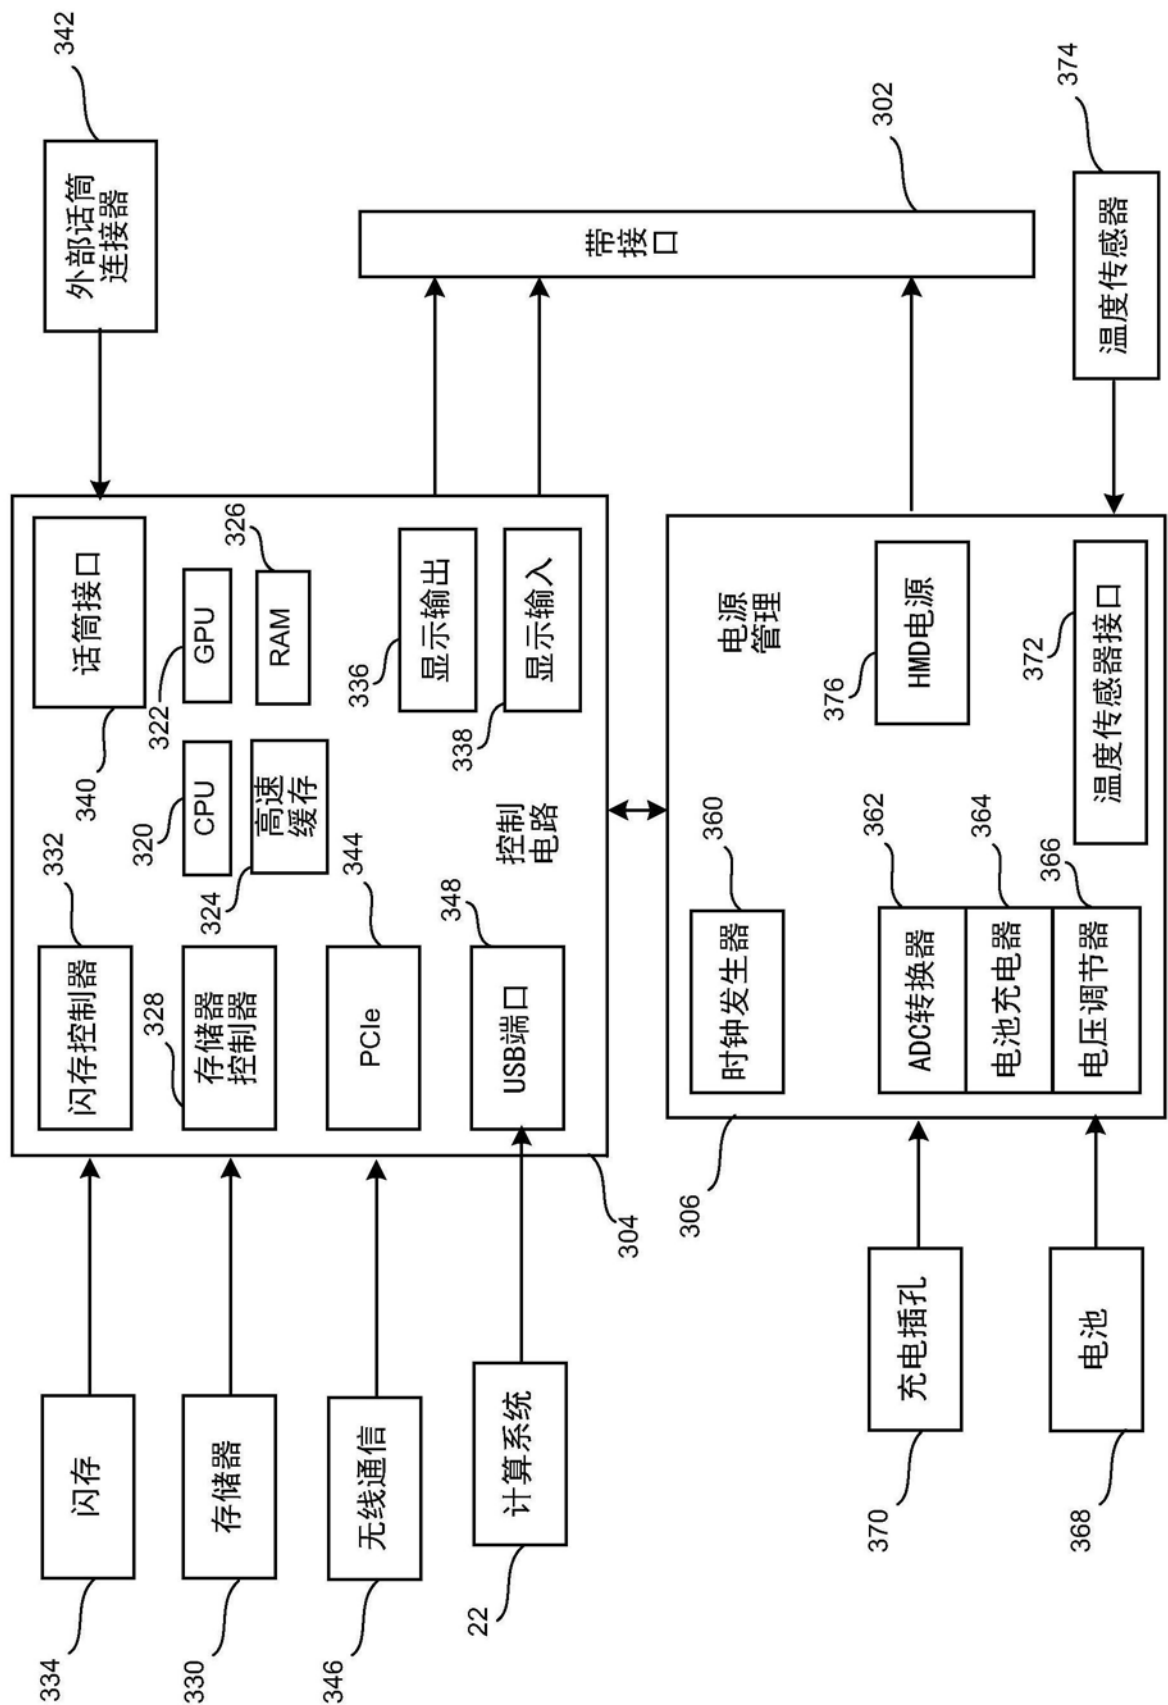 334
闪存
330
存储器
346
无线通信
22
计算系统
332
闪存控制器
328
存储器
控制器
344
PCIe
348
USB端口
304
320
CPU
324
高速
缓存
322
GPU
326
RAM
340
话筒接口
336
显示输出
338
显示输入
控制
电路
342
外部话筒
连接器
302
带接口
370
充电插孔
368
电池
306
360
时钟发生器
362
ADC转换器
364
电池充电器
366
电压调节器
电源
管理
376
HMD电源
372
温度传感器接口
374
温度传感器